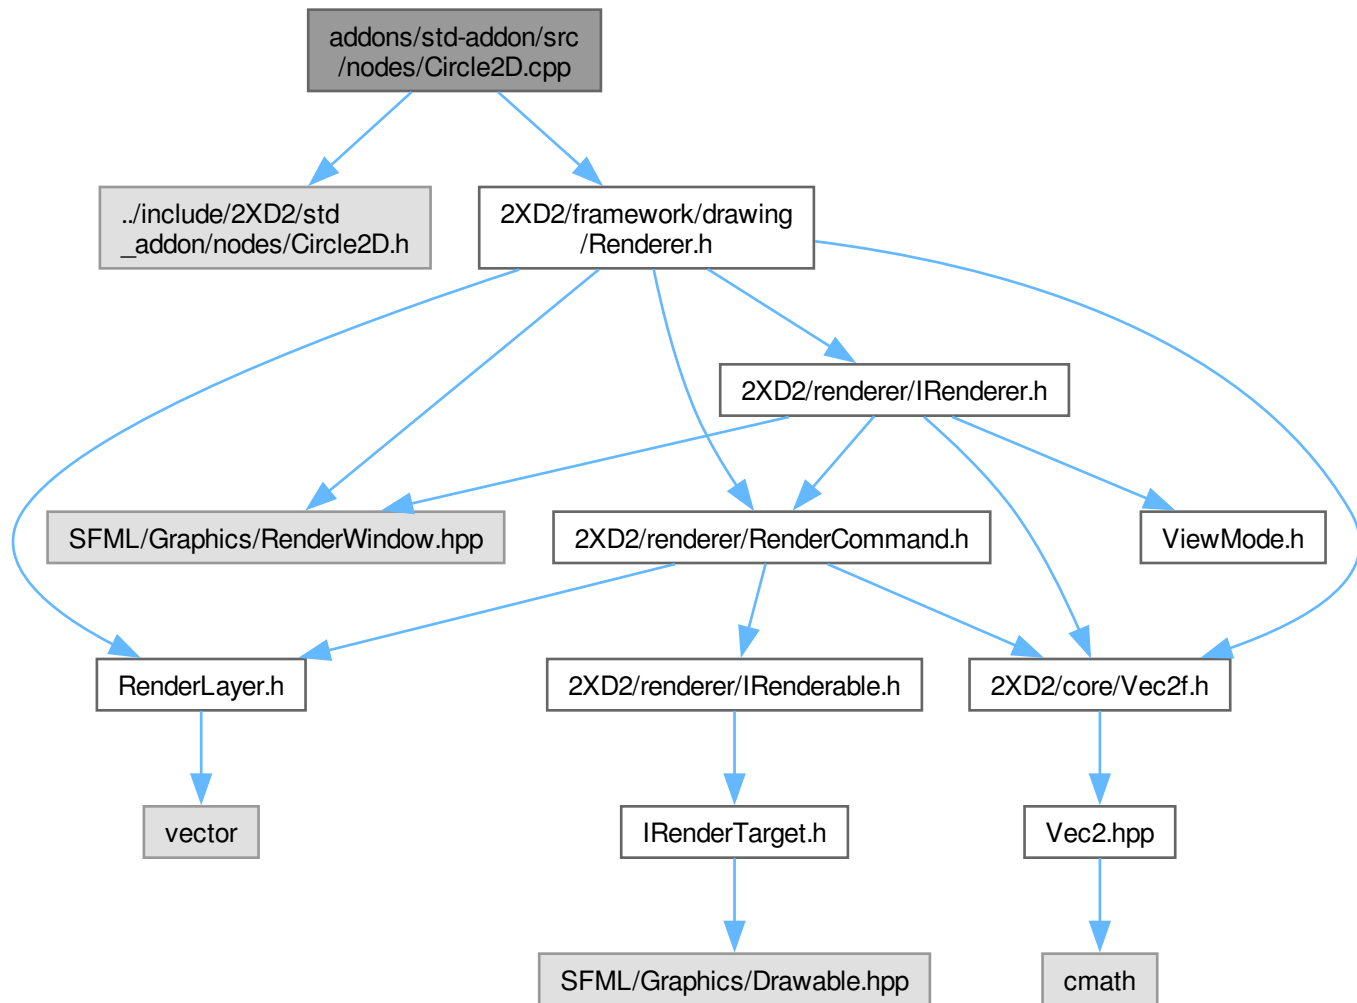 addons/std-addon/src
/nodes/Circle2D.cpp
../include/2XD2/std
_addon/nodes/Circle2D.h
2XD2/framework/drawing
/Renderer.h
2XD2/renderer/IRenderer.h
SFML/Graphics/RenderWindow.hpp
2XD2/renderer/RenderCommand.h
ViewMode.h
RenderLayer.h
2XD2/renderer/IRenderable.h
2XD2/core/Vec2f.h
vector
IRenderTarget.h
Vec2.hpp
SFML/Graphics/Drawable.hpp
cmath